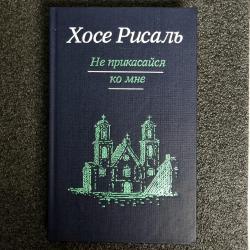 Хосе Рисаль
Не прикасайся
ко мне